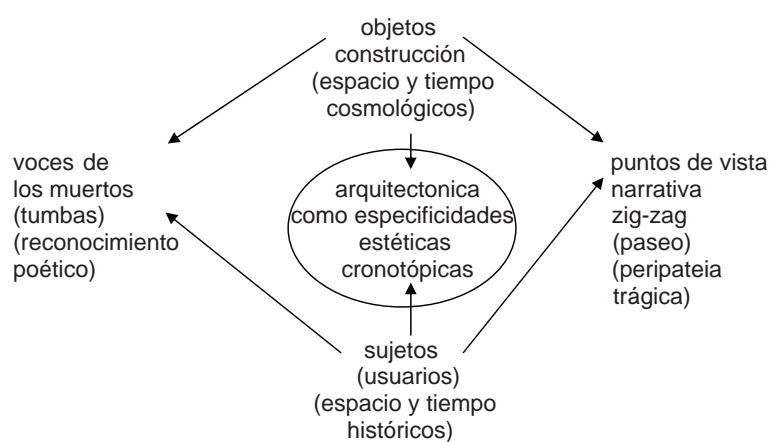 objetos
construcción
(espacio y tiempo
cosmológicos)
voces de
los muertos
(tumbas)
(reconocimiento
poético)
arquitectonica
como especificidades
estéticas
cronotópicas
puntos de vista
narrativa
zig-zag
(paseo)
(peripateia
trágica)
sujetos
(usuarios)
(espacio y tiempo
históricos)